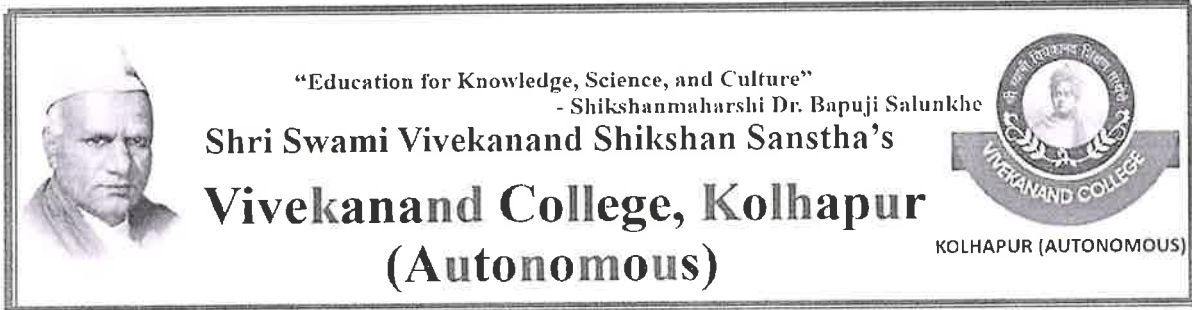 “Education for Knowledge, Science, and Culture”
- Shikshanmaharshi Dr. Bapuji Salunkhe
Shri Swami Vivekanand Shikshan Sanstha’s
Vivekanand College, Kolhapur
(Autonomous)
श्री स्वामी विवेकानंद शिक्षण संस्थेचे
VIVEKANAND COLLEGE
KOLHAPUR (AUTONOMOUS)